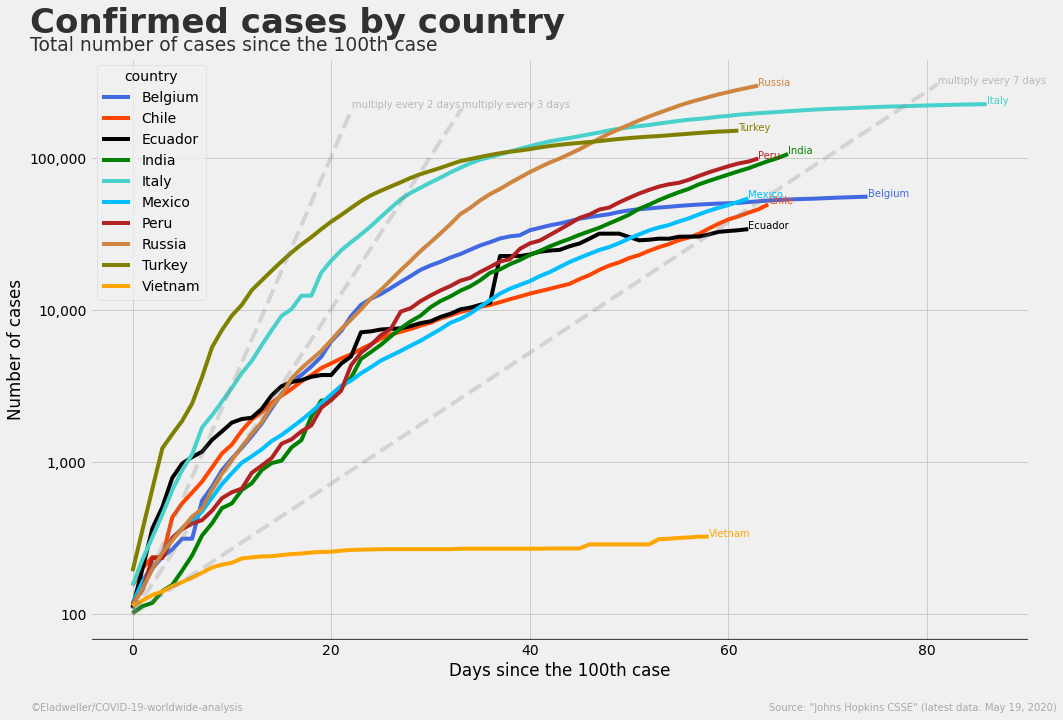 Confirmed cases by country
Total number of cases since the 100th case
country
Belgium
Chile
Ecuador
India
Italy
Mexico
Peru
Russia
Turkey
Vietnam
multiply every 2 days
multiply every 3 days
multiply every 7 days
Russia
Italy
Turkey
Peru
India
Mexico
Chile
Belgium
Ecuador
Vietnam
Number of cases
100,000
10,000
1,000
100
0
20
40
60
80
Days since the 100th case
©Eladweller/COVID-19-worldwide-analysis
Source: "Johns Hopkins CSSE" (latest data: May 19, 2020)